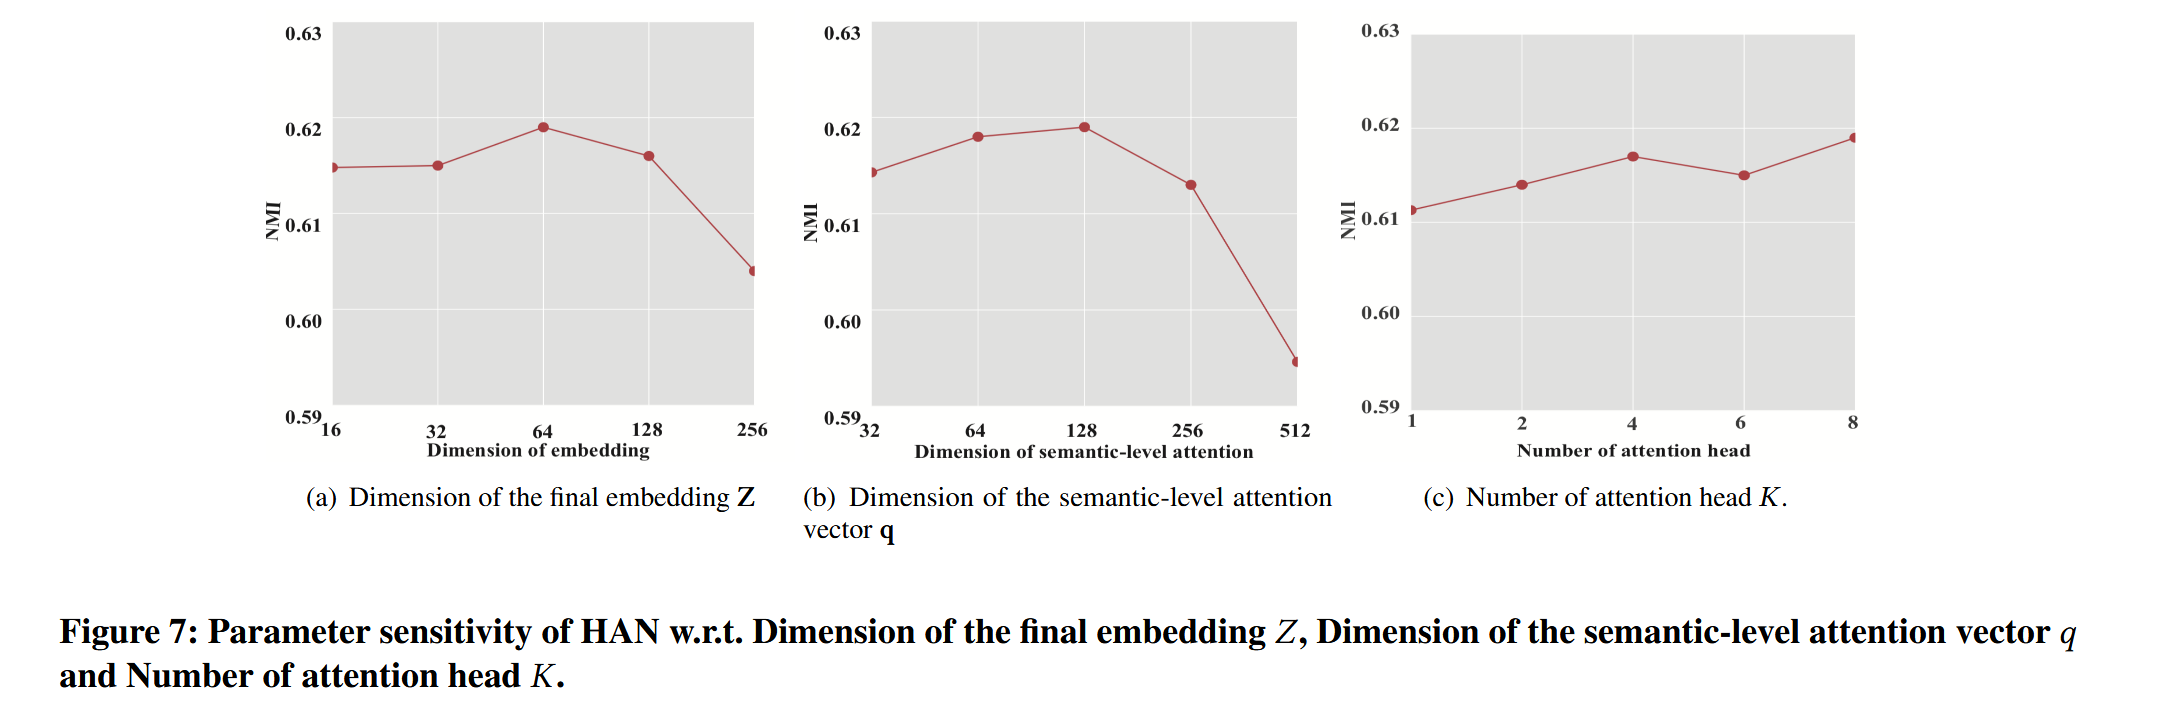 0.63
0.62
0.61
0.60
0.59
NMI
16 32 64 128 256
Dimension of embedding
(a) Dimension of the final embedding Z
0.63
0.62
0.61
0.60
0.59
NMI
32 64 128 256 512
Dimension of semantic-level attention
(b) Dimension of the semantic-level attention
vector q
0.63
0.62
0.61
0.60
0.59
NMI
1 2 4 6 8
Number of attention head
(c) Number of attention head K.
Figure 7: Parameter sensitivity of HAN w.r.t. Dimension of the final embedding Z, Dimension of the semantic-level attention vector q
and Number of attention head K.